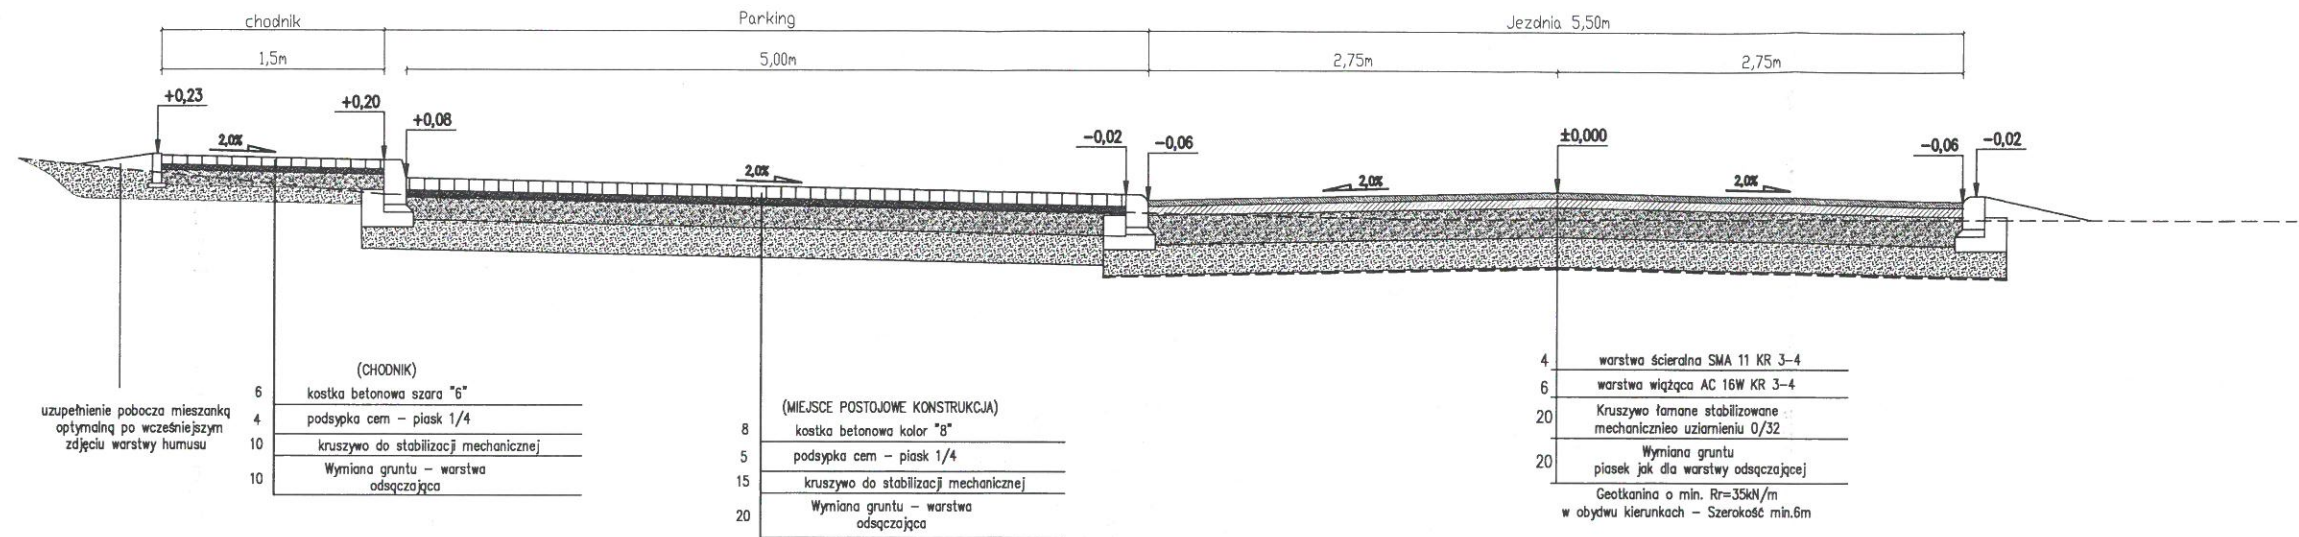 chodnik
Parking
Jezdnia 5,50m
1,5m
5,00m
2,75m
2,75m
+0,23
+0,20
+0,08
-0,02
-0,06
±0,000
-0,06
-0,02
2,0%
2,0%
2,0%
2,0%
uzupełnienie pobocza mieszanką
optymalną po wcześniejszym
zdjęciu warstwy humusu
(CHODNIK)
6 kostka betonowa szara "6"
4 podsypka cem - piask 1/4
10 kruszywo do stabilizacji mechanicznej
10 Wymiana gruntu - warstwa
odsączająca
(MIEJSCE POSTOJOWE KONSTRUKCJA)
8 kostka betonowa kolor "8"
5 podsypka cem - piask 1/4
15 kruszywo do stabilizacji mechanicznej
20 Wymiana gruntu - warstwa
odsączająca
4 warstwa ścieralna SMA 11 KR 3-4
6 warstwa wiążąca AC 16W KR 3-4
20 Kruszywo łamane stabilizowane
mechanicznieo uziarnieniu 0/32
20 Wymiana gruntu
piasek jak dla warstwy odsączającej
Geotkanina o min. Rr=35kN/m
w obydwu kierunkach - Szerokość min.6m